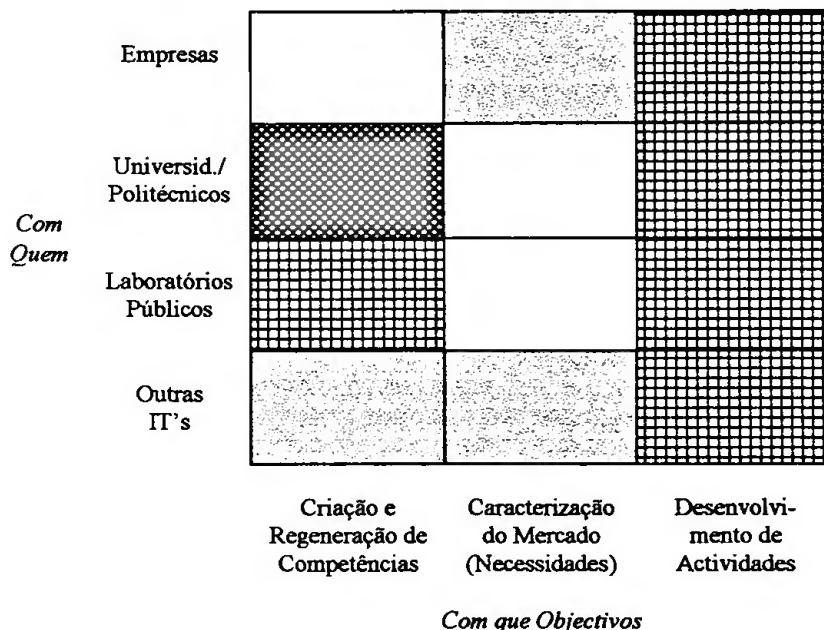 Empresas
Universid./
Politécnicos
Com
Quem
Laboratórios
Públicos
Outras
IT's
Criação e
Regeneração de
Competências
Caracterização
do Mercado
(Necessidades)
Desenvolvi-
mento de
Actividades
Com que Objectivos